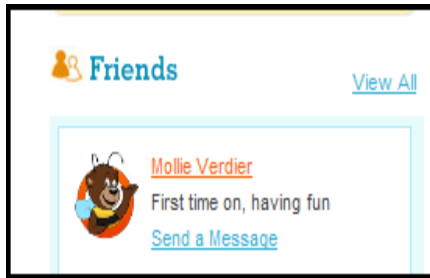 Friends
View All
Mollie Verdier
First time on, having fun
Send a Message